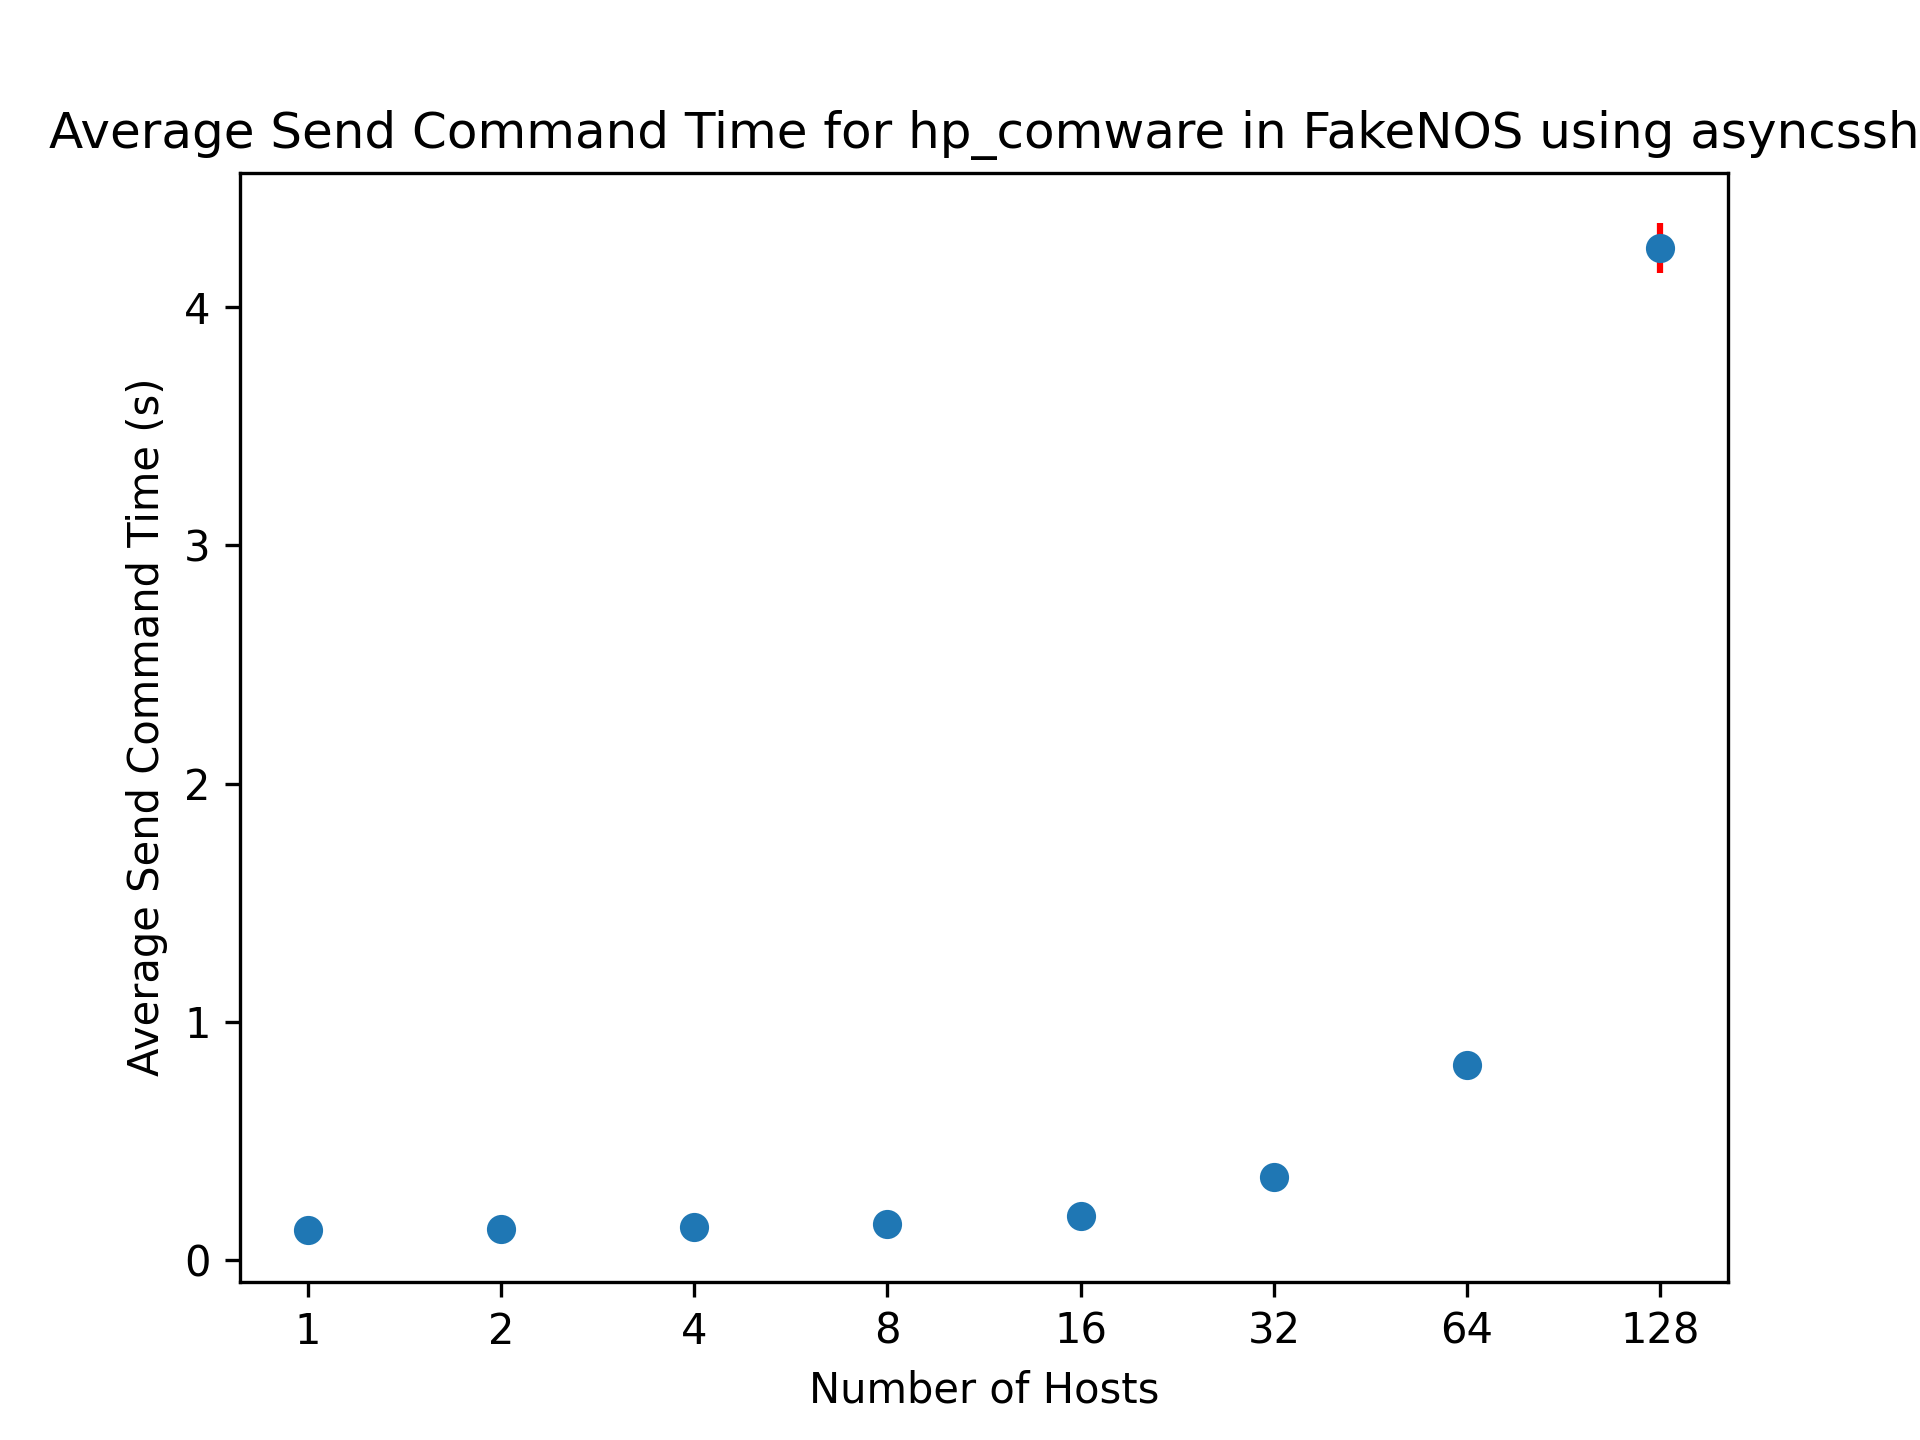 Average Send Command Time for hp_comware in FakeNOS using asyncssh
Average Send Command Time (s)
4
3
2
1
0
1 2 4 8 16 32 64 128
Number of Hosts